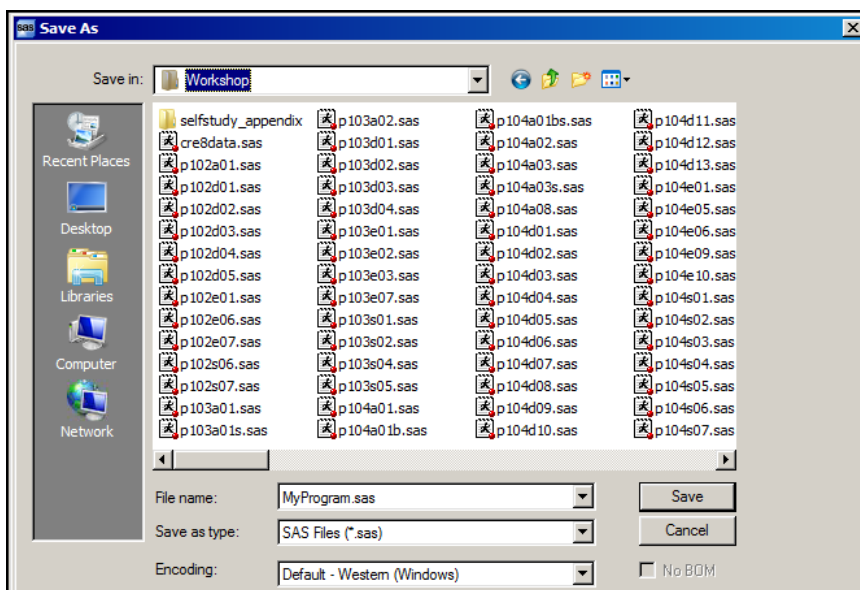 sas Save As
Save in: Workshop
Recent Places
Desktop
Libraries
Computer
Network
selfstudy_appendix
cre8data.sas
p102a01.sas
p102d01.sas
p102d02.sas
p102d03.sas
p102d04.sas
p102d05.sas
p102e01.sas
p102e06.sas
p102e07.sas
p102s06.sas
p102s07.sas
p103a01.sas
p103a01s.sas
p103a02.sas
p103d01.sas
p103d02.sas
p103d03.sas
p103d04.sas
p103e01.sas
p103e02.sas
p103e03.sas
p103e07.sas
p103s01.sas
p103s02.sas
p103s04.sas
p103s05.sas
p104a01.sas
p104a01b.sas
p104a01bs.sas
p104a02.sas
p104a03.sas
p104a03s.sas
p104a08.sas
p104d01.sas
p104d02.sas
p104d03.sas
p104d04.sas
p104d05.sas
p104d06.sas
p104d07.sas
p104d08.sas
p104d09.sas
p104d10.sas
p104d11.sas
p104d12.sas
p104d13.sas
p104e01.sas
p104e05.sas
p104e06.sas
p104e09.sas
p104e10.sas
p104s01.sas
p104s02.sas
p104s03.sas
p104s04.sas
p104s05.sas
p104s06.sas
p104s07.sas
File name: MyProgram.sas Save
Save as type: SAS Files (*.sas) Cancel
Encoding: Default - Western (Windows) No BOM